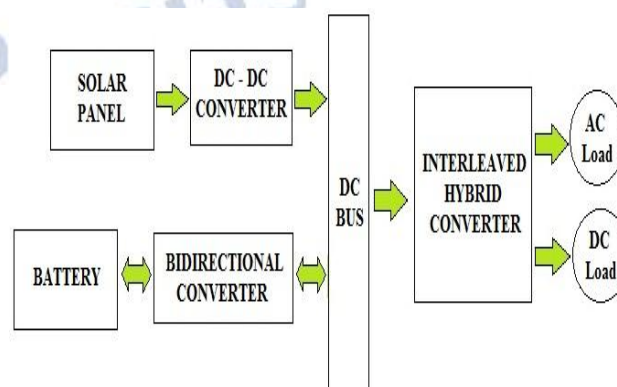 SOLAR
PANEL
DC - DC
CONVERTER
BATTERY
BIDIRECTIONAL
CONVERTER
DC
BUS
INTERLEAVED
HYBRID
CONVERTER
AC
Load
DC
Load